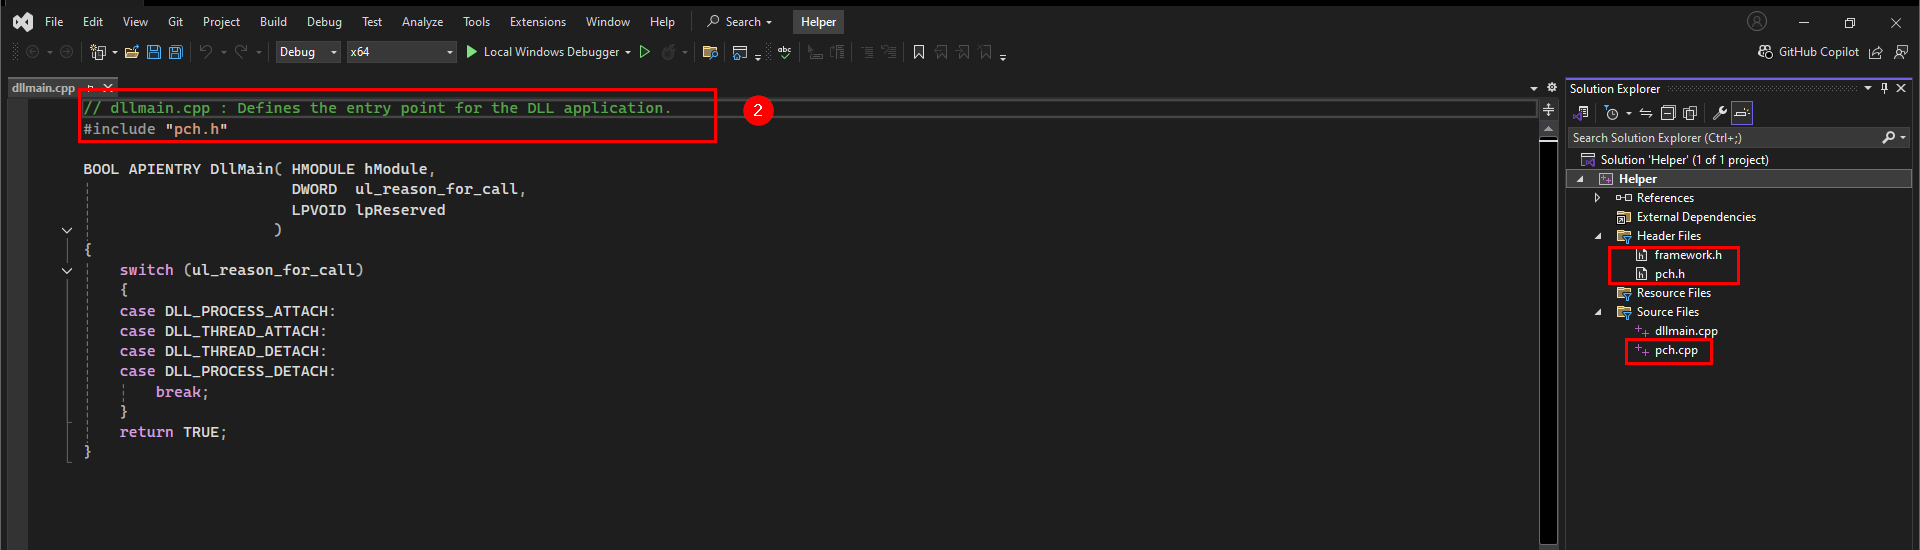 File Edit View Git Project Build Debug Test Analyze Tools Extensions Window Help Search Helper
Debug x64 Local Windows Debugger abc GitHub Copilot
dllmain.cpp
// dllmain.cpp : Defines the entry point for the DLL application.
#include "pch.h"
2
BOOL APIENTRY DllMain( HMODULE hModule,
DWORD ul_reason_for_call,
LPVOID lpReserved
)
{
switch (ul_reason_for_call)
{
case DLL_PROCESS_ATTACH:
case DLL_THREAD_ATTACH:
case DLL_THREAD_DETACH:
case DLL_PROCESS_DETACH:
break;
}
return TRUE;
}
Solution Explorer
Search Solution Explorer (Ctrl+;)
Solution 'Helper' (1 of 1 project)
Helper
References
External Dependencies
Header Files
framework.h
pch.h
Resource Files
Source Files
dllmain.cpp
pch.cpp